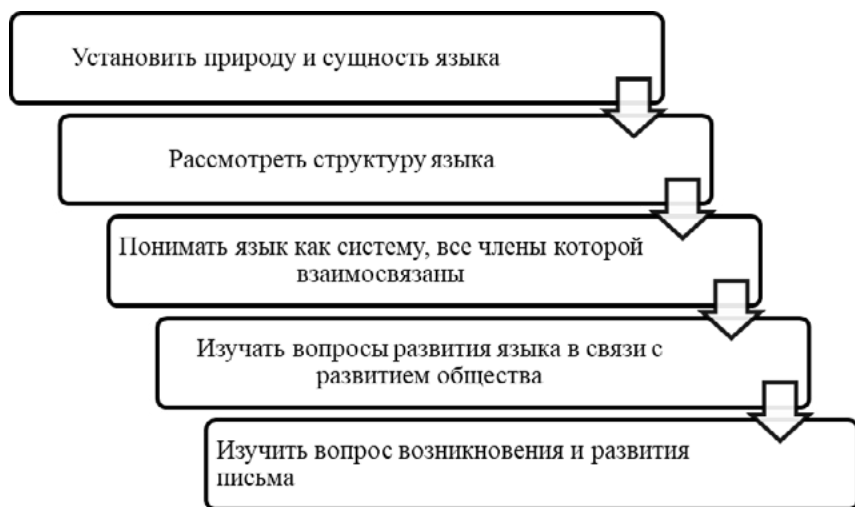 Установить природу и сущность языка
Рассмотреть структуру языка
Понимать язык как систему, все члены которой
взаимосвязаны
Изучать вопросы развития языка в связи с
развитием общества
Изучить вопрос возникновения и развития
письма